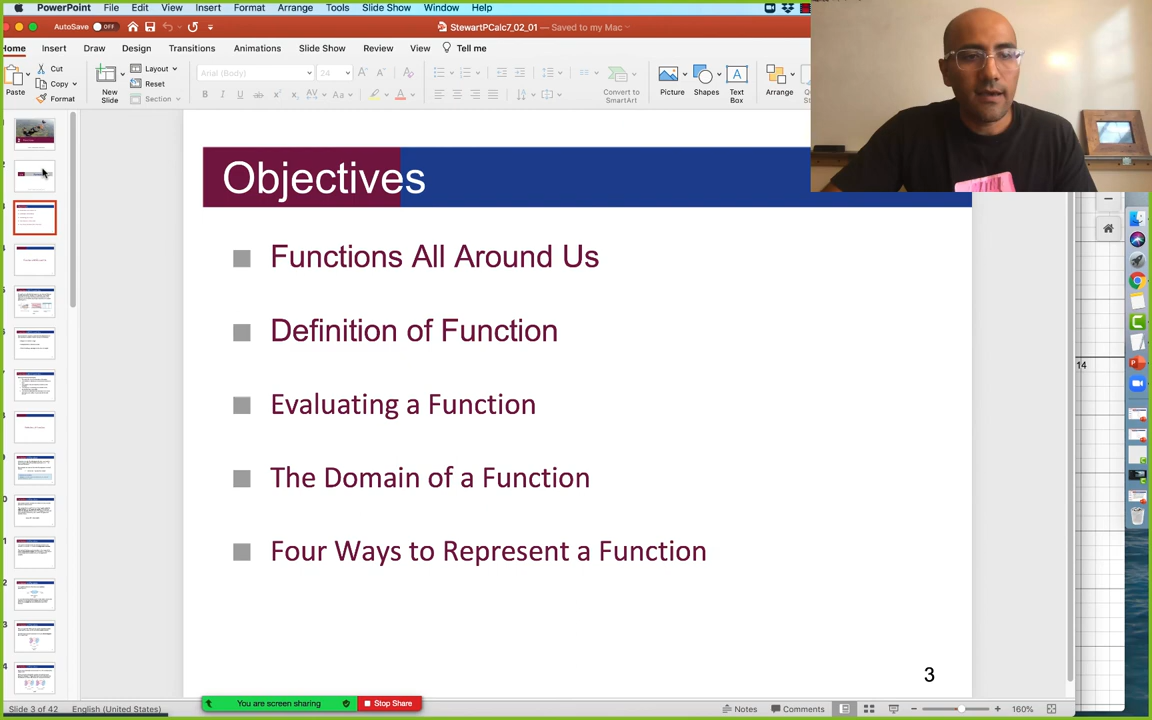 PowerPoint File Edit View Insert Format Arrange Tools Slide Show Window Help
AutoSave OFF StewartPCalc7_02_01 — Saved to my Mac
Home Insert Draw Design Transitions Animations Slide Show Review View Tell me
Paste Cut Copy Format
New Slide
Layout
Reset
Section
Arial (Body) 24
B I U
Convert to SmartArt
Picture Shapes Text Box Arrange
Objectives
Functions All Around Us
Definition of Function
Evaluating a Function
The Domain of a Function
Four Ways to Represent a Function
3
14
You are screen sharing Stop Share
Slide 3 of 42 English (United States) Notes Comments 160%